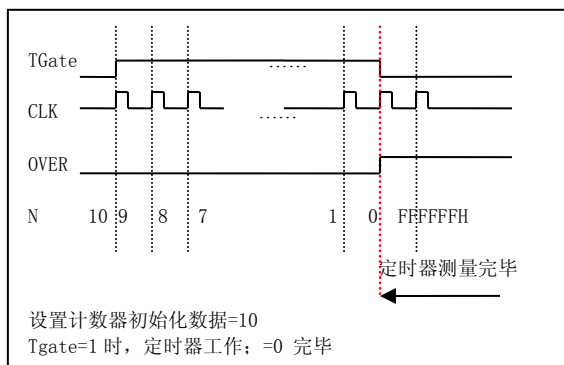 TGate
......
CLK
......
OVER
N 10 9 8 7 1 0 FFFFFFH
定时器测量完毕
设置计数器初始化数据=10
Tgate=1 时，定时器工作；=0 完毕